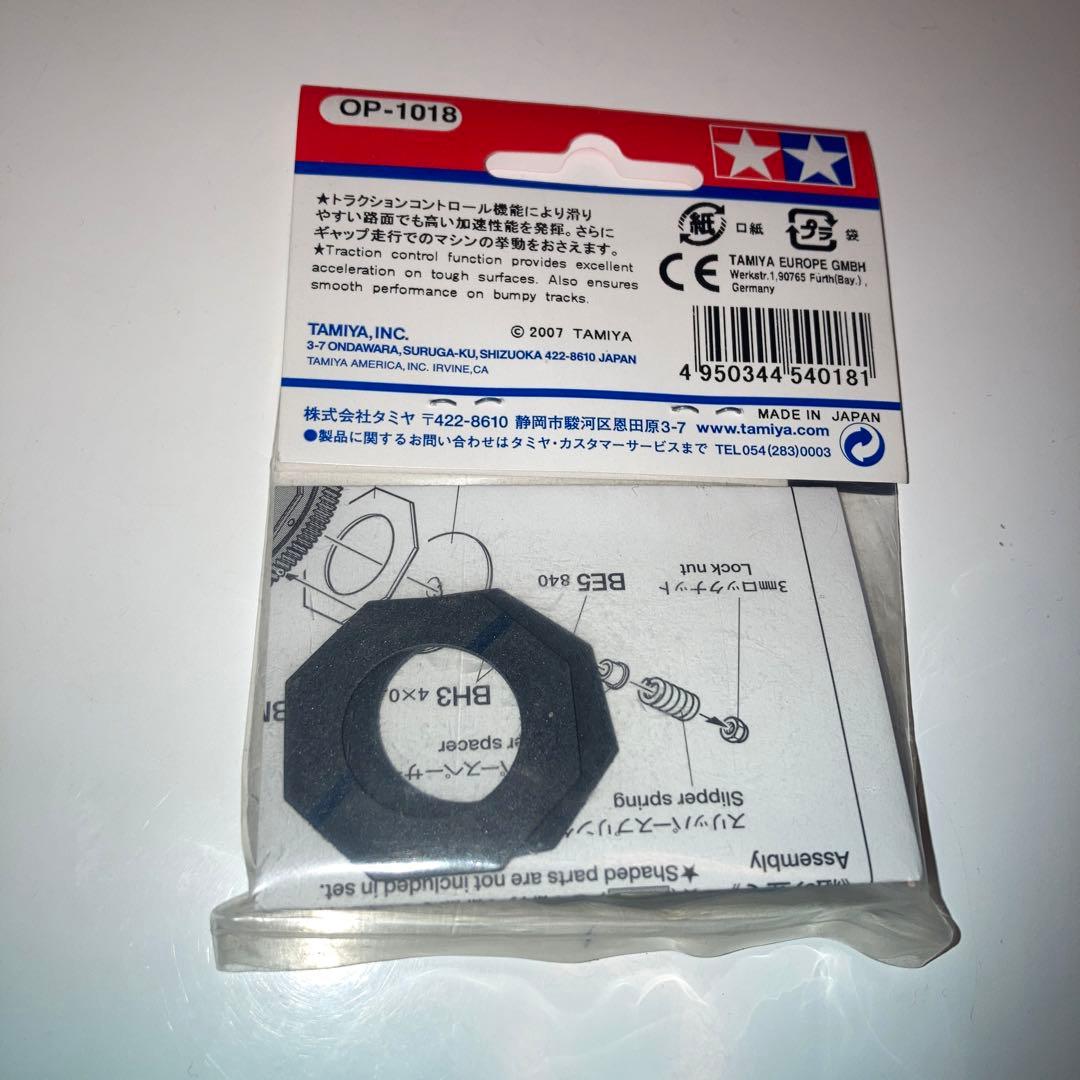 OP-1018
★トラクションコントロール機能により滑り
やすい路面でも高い加速性能を発揮。さらに
ギャップ走行でのマシンの挙動をおさえます。
★Traction control function provides excellent
acceleration on tough surfaces. Also ensures
smooth performance on bumpy tracks.
紙 口紙
プラ 袋
CE
TAMIYA EUROPE GMBH
Werkstr.1,90765 Fürth(Bay.),
Germany
TAMIYA, INC.
© 2007 TAMIYA
3-7 ONDAWARA, SURUGA-KU, SHIZUOKA 422-8610 JAPAN
TAMIYA AMERICA, INC. IRVINE, CA
4 950344 540181
MADE IN JAPAN
株式会社タミヤ 〒422-8610 静岡市駿河区恩田原3-7 www.tamiya.com
●製品に関するお問い合わせはタミヤ・カスタマーサービスまで TEL054(283)0003
Assembly
★Shaded parts are not included in set.
Slipper spring
BH3 4×0
BE5 840
3mmロックナット
Lock nut